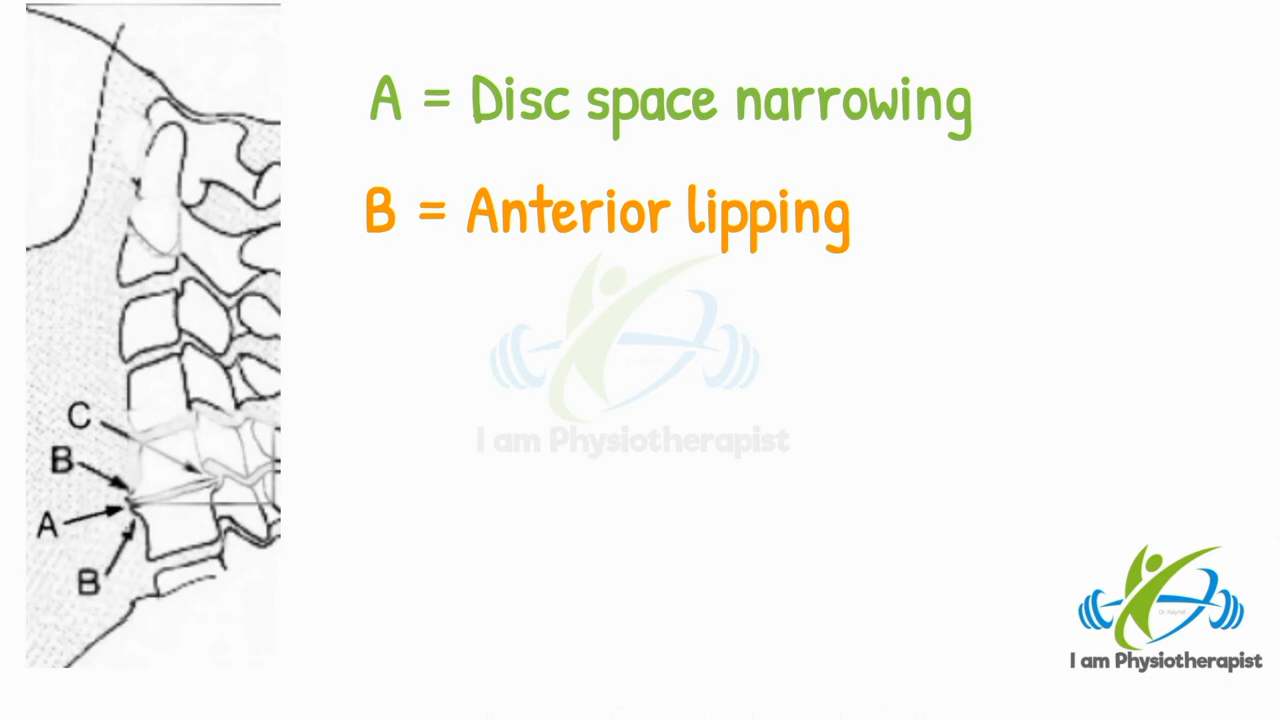 A = Disc space narrowing
B = Anterior lipping
C
B
A
B
I am Physiotherapist
I am Physiotherapist